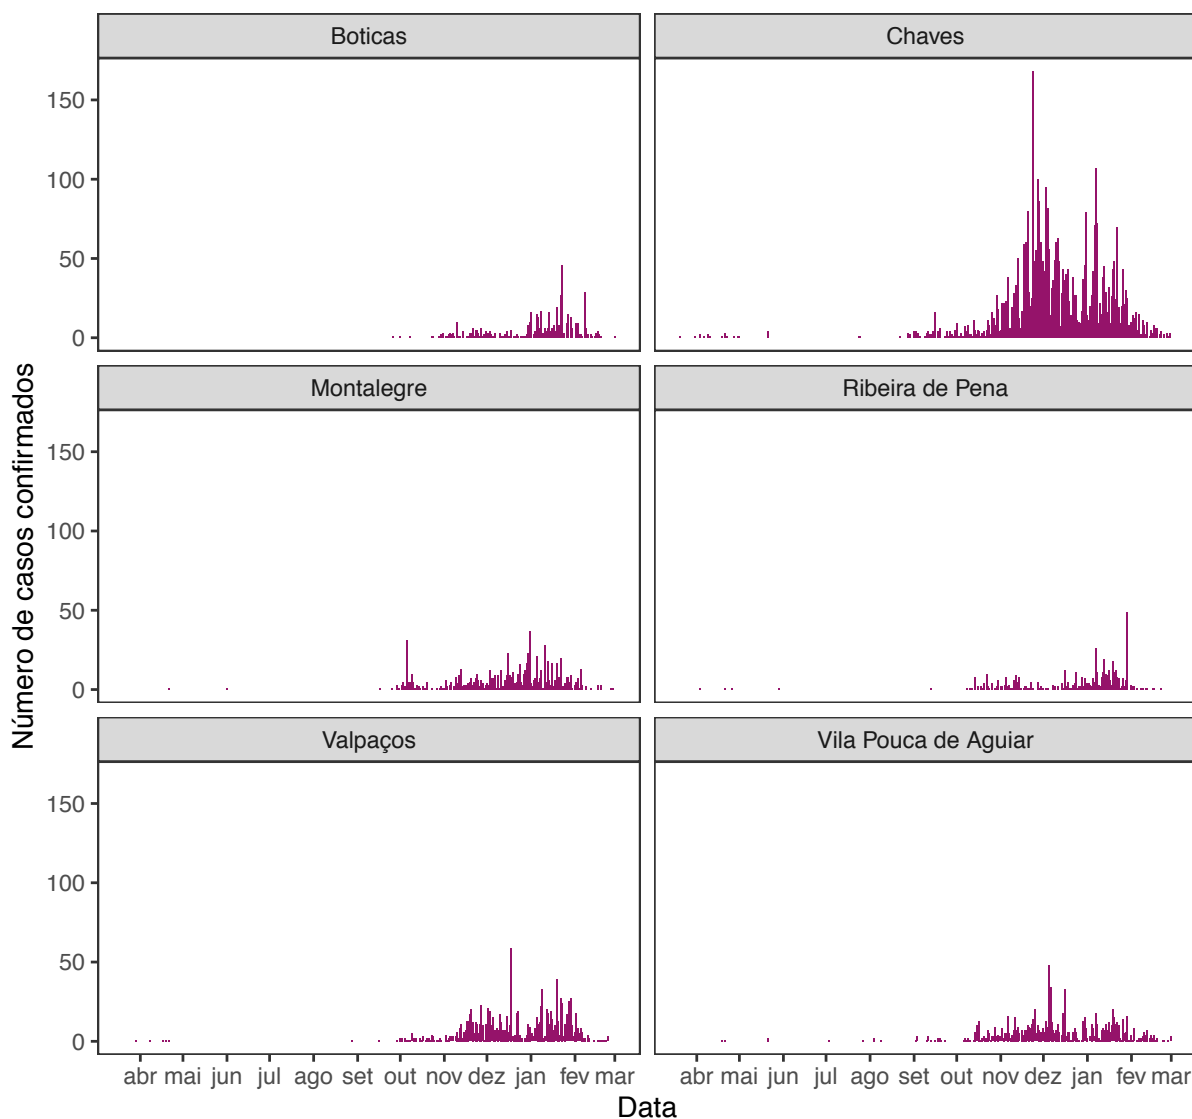 Boticas
Chaves
150
100
50
0
Montalegre
Ribeira de Pena
150
100
50
0
Valpaços
Vila Pouca de Aguiar
150
100
50
0
abr mai jun jul ago set out nov dez jan fev mar
abr mai jun jul ago set out nov dez jan fev mar
Data
Número de casos confirmados